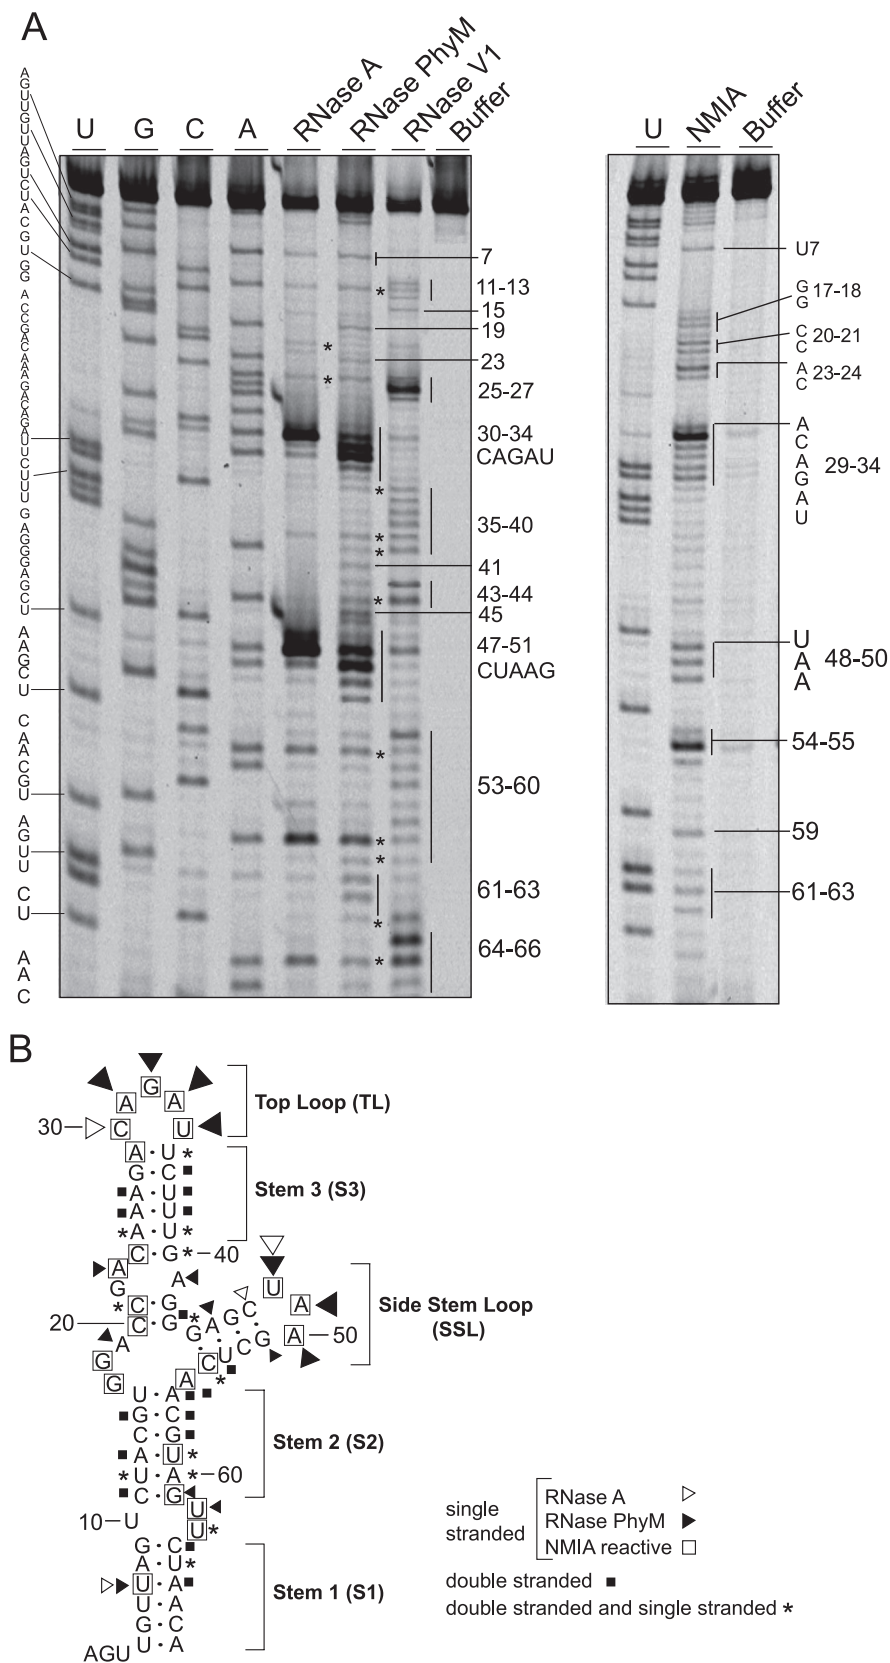 A
U G C A RNase A RNase PhyM RNase V1 Buffer
U NMIA Buffer
A
G
U
U
G
U
U
A
G
U
C
U
A
C
G
U
G
G
A
C
C
G
A
C
A
A
A
G
A
C
A
G
A
U
U
C
U
U
U
G
A
G
G
G
A
G
C
U
A
A
G
C
U
C
A
A
C
G
U
A
G
U
U
C
U
A
A
C
7
11-13
15
19
23
25-27
30-34
CAGAU
35-40
41
43-44
45
47-51
CUAAG
53-60
61-63
64-66
* * * * * * * * * * * *
U7
G
G 17-18
C
C 20-21
A
C 23-24
A
C
A
G
A
U
29-34
U
A
A
48-50
54-55
59
61-63
B
G
A A
30 C U
Top Loop (TL)
A U *
G · C
A · U
A · U
* A · U *
Stem 3 (S3)
C · G 40
A A
G G
* C · G
20 C · G
A
G
G
* G A G C U A A 50
C U C G
A *
Side Stem Loop
(SSL)
U · A
G · C
C · G
A · U *
* U · A * 60
C · G
Stem 2 (S2)
10 U U
U *
G · C
A · U *
U · A
U · A
G · C
AGU U · A
Stem 1 (S1)
single
stranded
RNase A
RNase PhyM
NMIA reactive
double stranded
double stranded and single stranded *